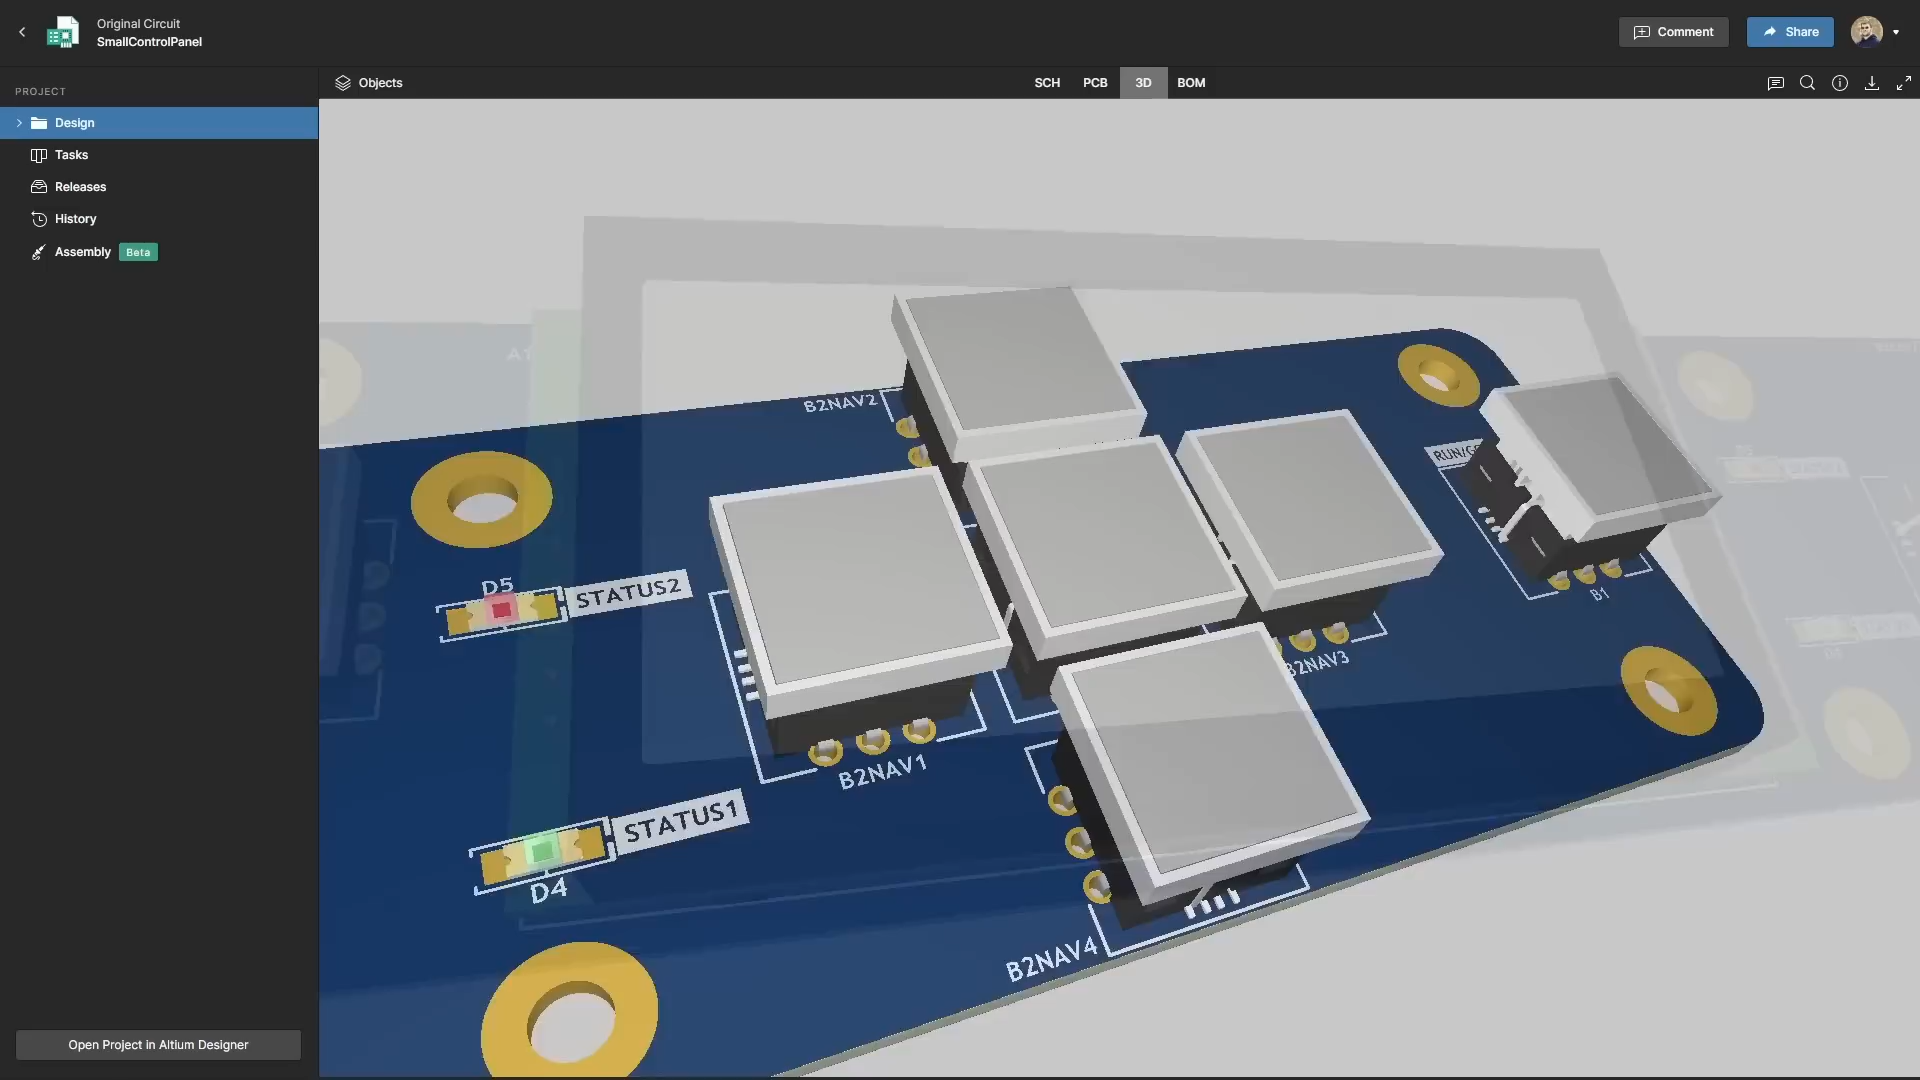 Original Circuit
SmallControlPanel
Comment
Share
PROJECT
Objects
SCH
PCB
3D
BOM
Design
Tasks
Releases
History
Assembly
Beta
B2NAV2
D5
STATUS2
B1
B2NAV3
B2NAV1
STATUS1
D4
B2NAV4
Open Project in Altium Designer